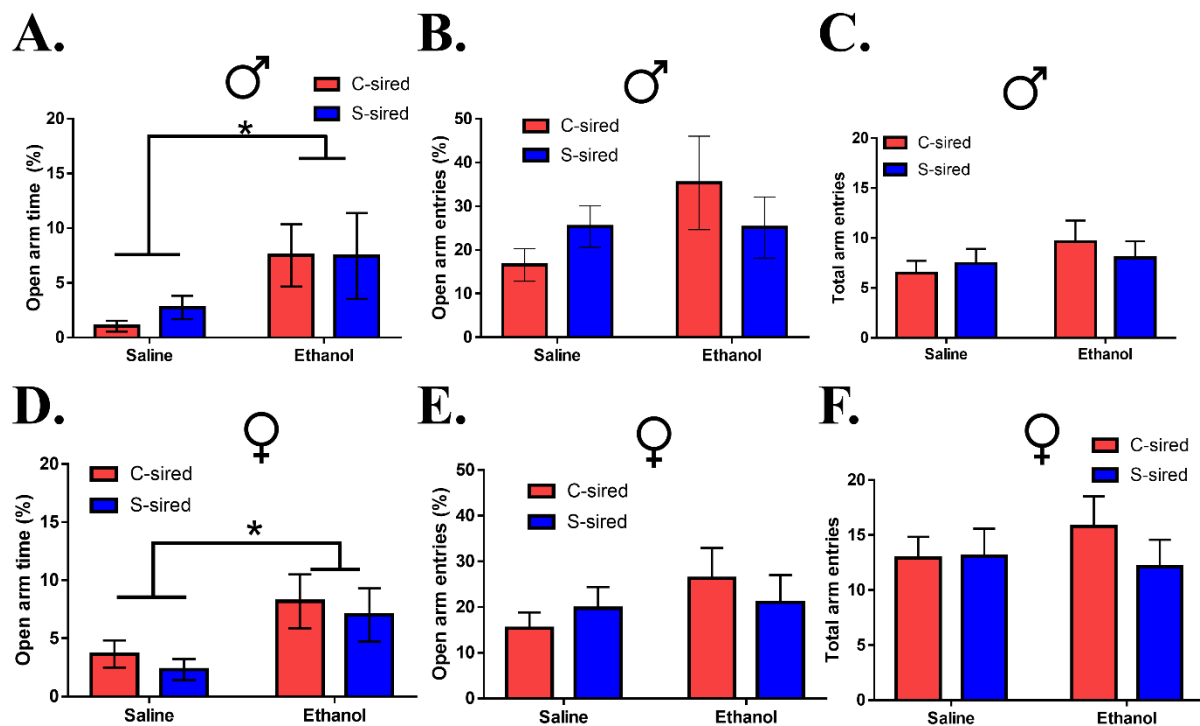 A.
♂
C-sired
S-sired
*
Open arm time (%)
20
15
10
5
0
Saline Ethanol
B.
♂
C-sired
S-sired
Open arm entries (%)
50
40
30
20
10
0
Saline Ethanol
C.
♂
C-sired
S-sired
Total arm entries
20
15
10
5
0
Saline Ethanol
D.
♀
C-sired
S-sired
*
Open arm time (%)
20
15
10
5
0
Saline Ethanol
E.
♀
C-sired
S-sired
Open arm entries (%)
50
40
30
20
10
0
Saline Ethanol
F.
♀
C-sired
S-sired
Total arm entries
20
15
10
5
0
Saline Ethanol